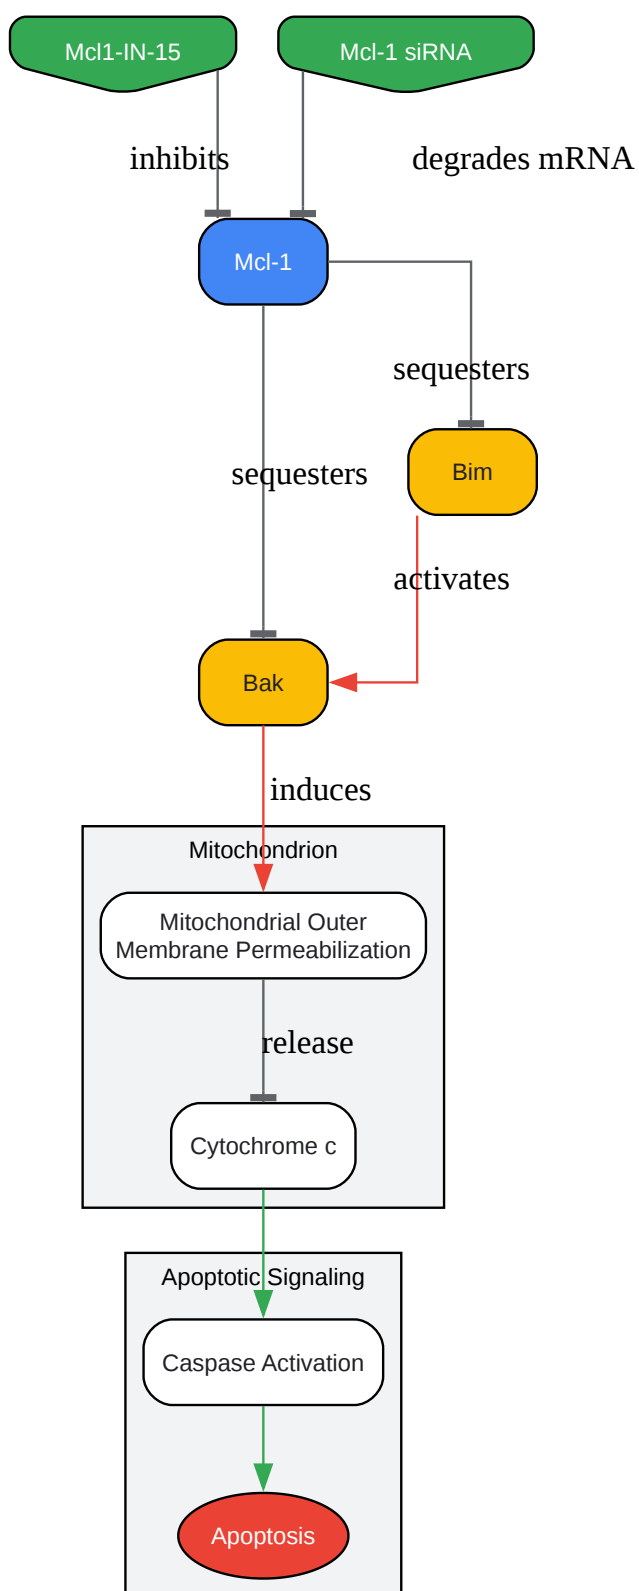 Mcl1-IN-15
Mcl-1 siRNA
inhibits
degrades mRNA
Mcl-1
sequesters
Bim
sequesters
activates
Bak
induces
Mitochondrion
Mitochondrial Outer
Membrane Permeabilization
release
Cytochrome c
Apoptotic Signaling
Caspase Activation
Apoptosis